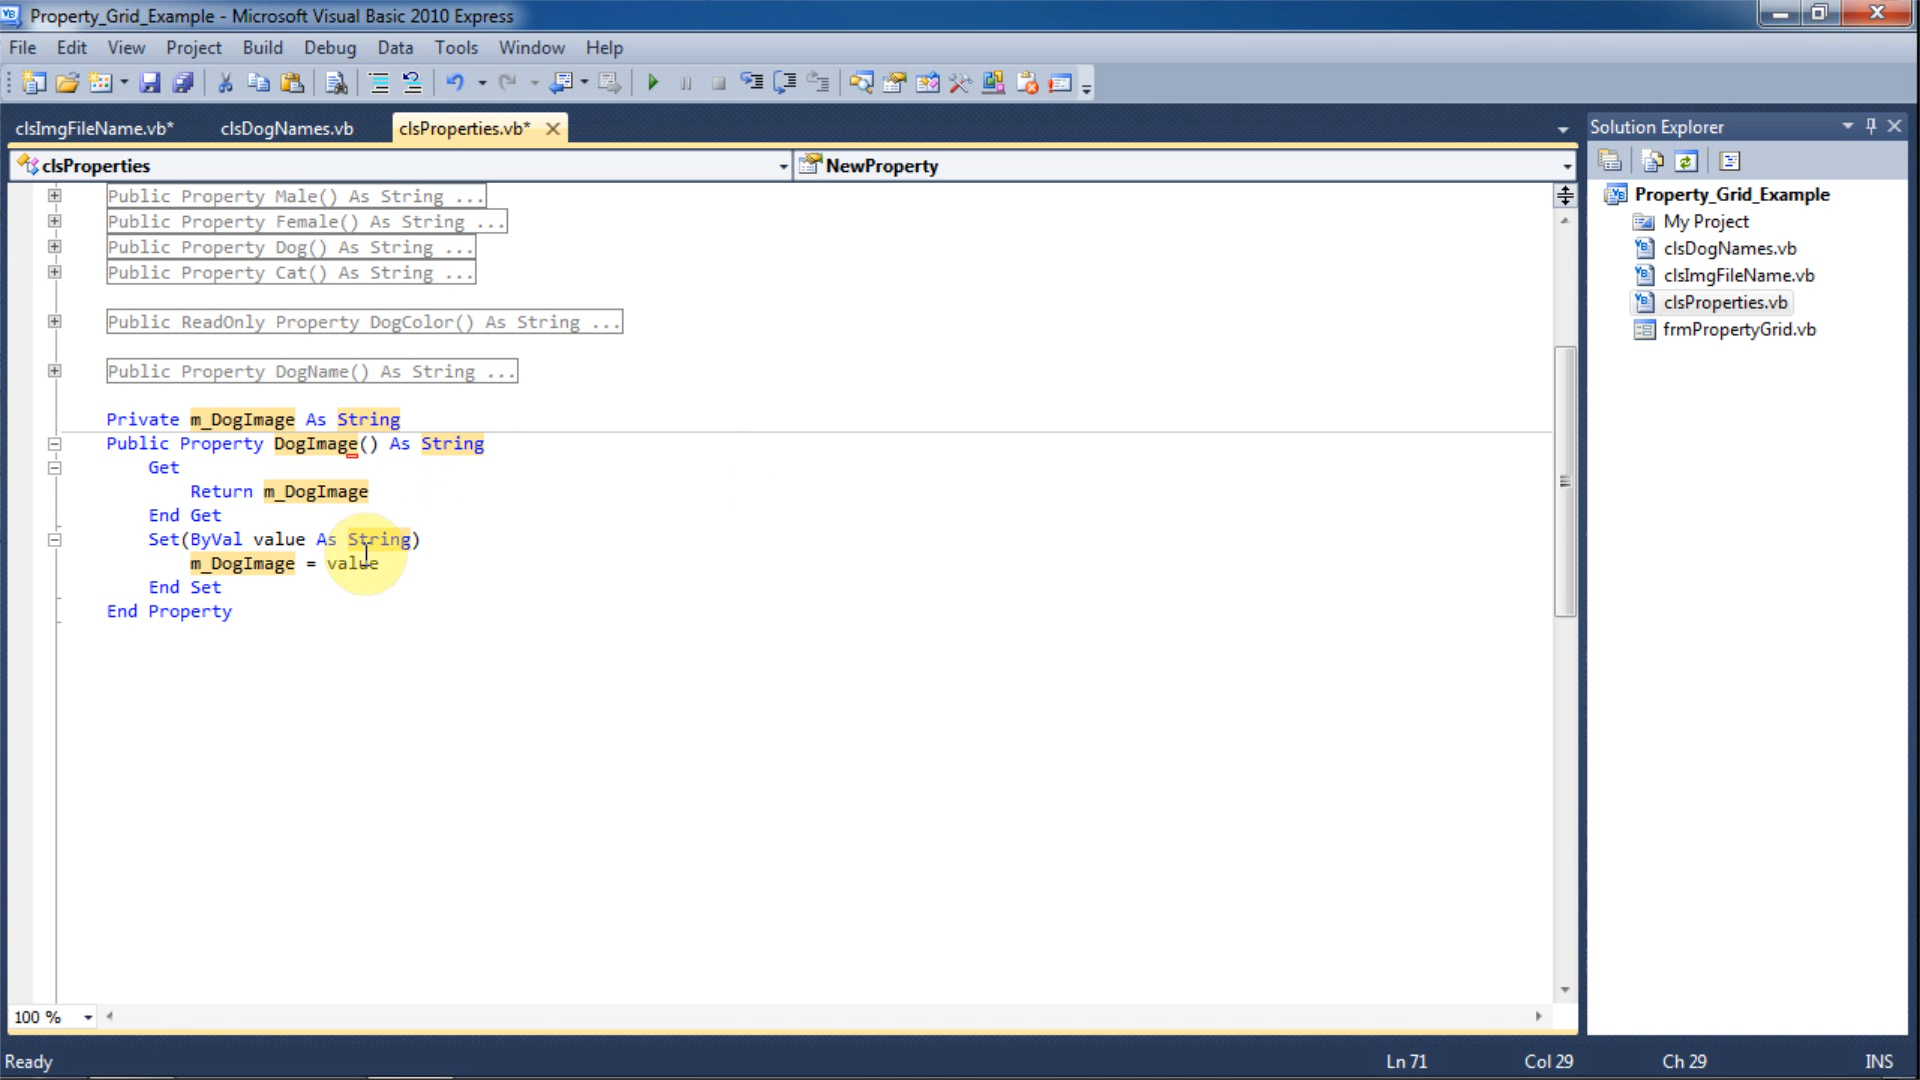 Property_Grid_Example - Microsoft Visual Basic 2010 Express
File Edit View Project Build Debug Data Tools Window Help
clsImgFileName.vb* clsDogNames.vb clsProperties.vb*
Solution Explorer
clsProperties NewProperty
Public Property Male() As String ...
Public Property Female() As String ...
Public Property Dog() As String ...
Public Property Cat() As String ...
Public ReadOnly Property DogColor() As String ...
Public Property DogName() As String ...
Private m_DogImage As String
Public Property DogImage() As String
Get
Return m_DogImage
End Get
Set(ByVal value As String)
m_DogImage = value
End Set
End Property
Property_Grid_Example
My Project
clsDogNames.vb
clsImgFileName.vb
clsProperties.vb
frmPropertyGrid.vb
100 %
Ready Ln 71 Col 29 Ch 29 INS